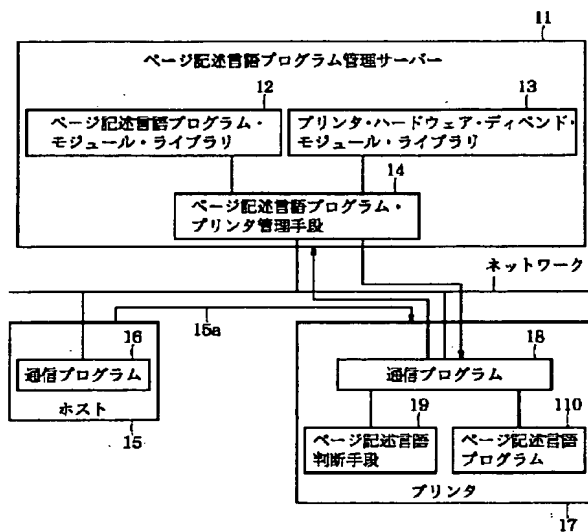 11
ページ記述言語プログラム管理サーバー
12
13
ページ記述言語プログラム・
モジュール・ライブラリ
プリンタ・ハードウェア・ディペンド・
モジュール・ライブラリ
14
ページ記述言語プログラム・
プリンタ管理手段
ネットワーク
15a
16
通信プログラム
ホスト
15
18
通信プログラム
19
110
ページ記述言語
判断手段
ページ記述言語
プログラム
プリンタ
17